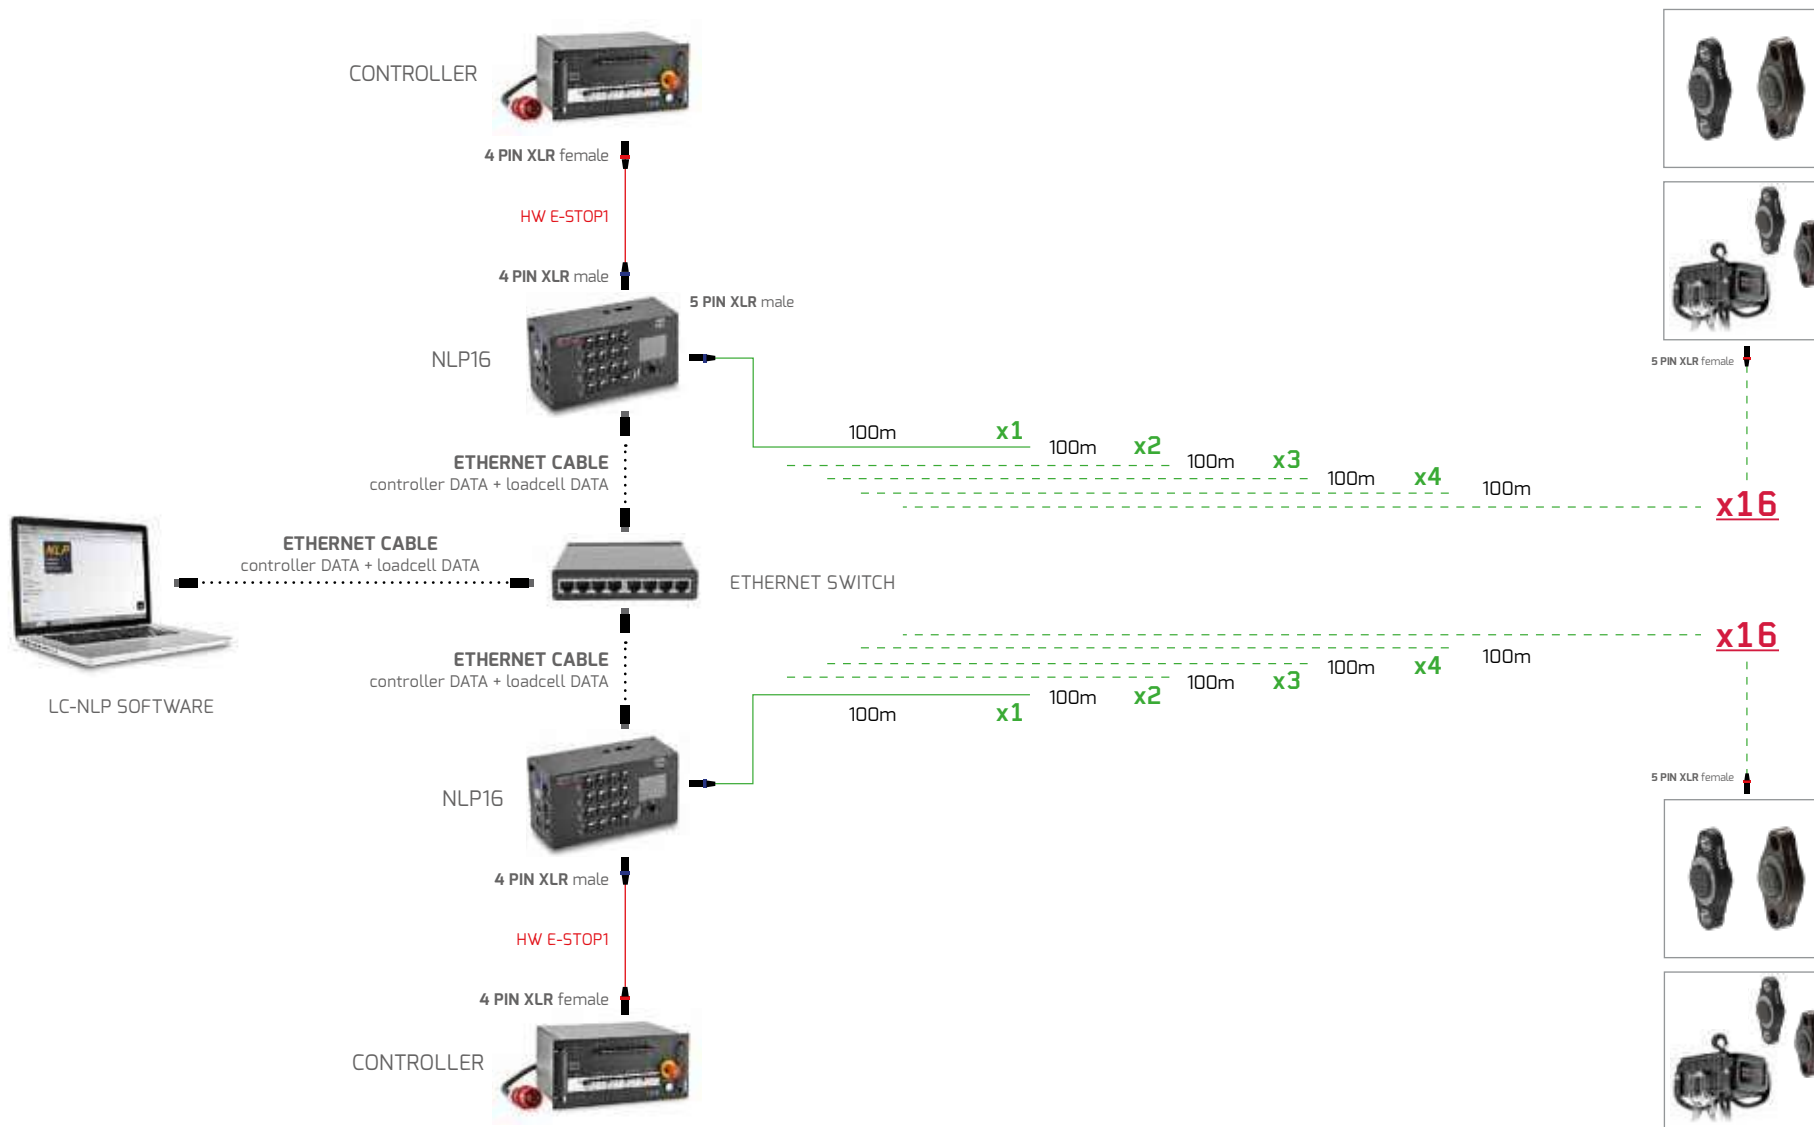 CONTROLLER
4 PIN XLR female
HW E-STOP1
4 PIN XLR male
5 PIN XLR male
NLP16
5 PIN XLR female
100m x1
100m x2
100m x3
100m x4
100m
x16
ETHERNET CABLE
controller DATA + loadcell DATA
NLP
ETHERNET CABLE
controller DATA + loadcell DATA
ETHERNET SWITCH
LC-NLP SOFTWARE
ETHERNET CABLE
controller DATA + loadcell DATA
x16
100m
100m x4
100m x3
100m x2
100m x1
5 PIN XLR female
NLP16
4 PIN XLR male
HW E-STOP1
4 PIN XLR female
CONTROLLER